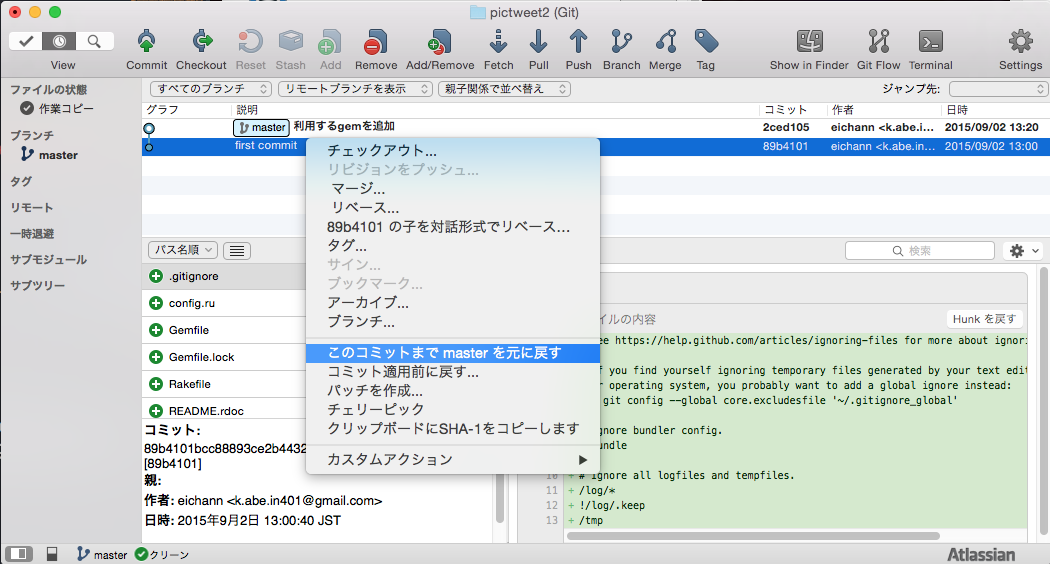 pictweet2 (Git)
View
Commit
Checkout
Reset
Stash
Add
Remove
Add/Remove
Fetch
Pull
Push
Branch
Merge
Tag
Show in Finder
Git Flow
Terminal
Settings
ファイルの状態
作業コピー
ブランチ
master
タグ
リモート
一時退避
サブモジュール
サブツリー
すべてのブランチ
リモートブランチを表示
親子関係で並べ替え
ジャンプ先:
グラフ 説明 コミット 作者 日時
master 利用するgemを追加 2ced105 eichann <k.abe.in… 2015/09/02 13:20
first commit 89b4101 eichann <k.abe.in… 2015/09/02 13:00
チェックアウト...
リビジョンをプッシュ...
マージ...
リベース...
89b4101 の子を対話形式でリベース…
タグ...
サイン...
ブックマーク...
アーカイブ...
ブランチ...
このコミットまで master を元に戻す
コミット適用前に戻す...
パッチを作成...
チェリーピック
クリップボードにSHA-1をコピーします
カスタムアクション
パス名順
検索
.gitignore
config.ru
Gemfile
Gemfile.lock
Rakefile
README.rdoc
コミット:
89b4101bcc88893ce2b4432
[89b4101]
親:
作者: eichann <k.abe.in401@gmail.com>
日時: 2015年9月2日 13:00:40 JST
イルの内容
Hunk を戻す
ee https://help.github.com/articles/ignoring-files for more about ignori
f you find yourself ignoring temporary files generated by your text edit
r operating system, you probably want to add a global ignore instead:
git config --global core.excludesfile '~/.gitignore_global'
gnore bundler config.
undle
10 + # Ignore all logfiles and tempfiles.
11 + /log/*
12 + !/log/.keep
13 + /tmp
master クリーン
Atlassian